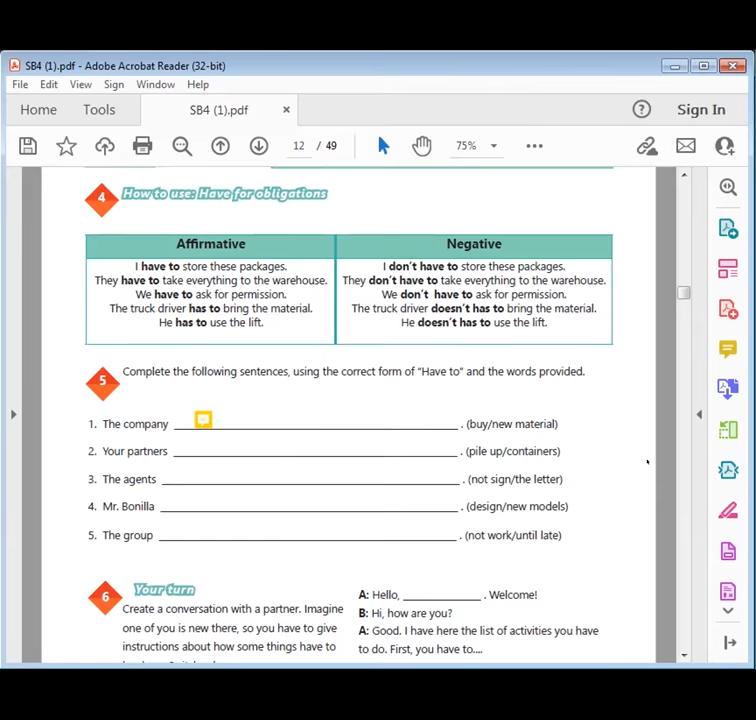 SB4 (1).pdf - Adobe Acrobat Reader (32-bit)
File Edit View Sign Window Help
Home Tools SB4 (1).pdf × ? Sign In
12 / 49 75%
4 How to use: Have for obligations
Affirmative Negative
I have to store these packages. I don't have to store these packages.
They have to take everything to the warehouse. They don't have to take everything to the warehouse.
We have to ask for permission. We don't have to ask for permission.
The truck driver has to bring the material. The truck driver doesn't has to bring the material.
He has to use the lift. He doesn't has to use the lift.
5 Complete the following sentences, using the correct form of "Have to" and the words provided.
1. The company ______________________ . (buy/new material)
2. Your partners ______________________ . (pile up/containers)
3. The agents ______________________ . (not sign/the letter)
4. Mr. Bonilla ______________________ . (design/new models)
5. The group ______________________ . (not work/until late)
6 Your turn
Create a conversation with a partner. Imagine
one of you is new there, so you have to give
instructions about how some things have to
A: Hello, ____________ . Welcome!
B: Hi, how are you?
A: Good. I have here the list of activities you have
to do. First, you have to....